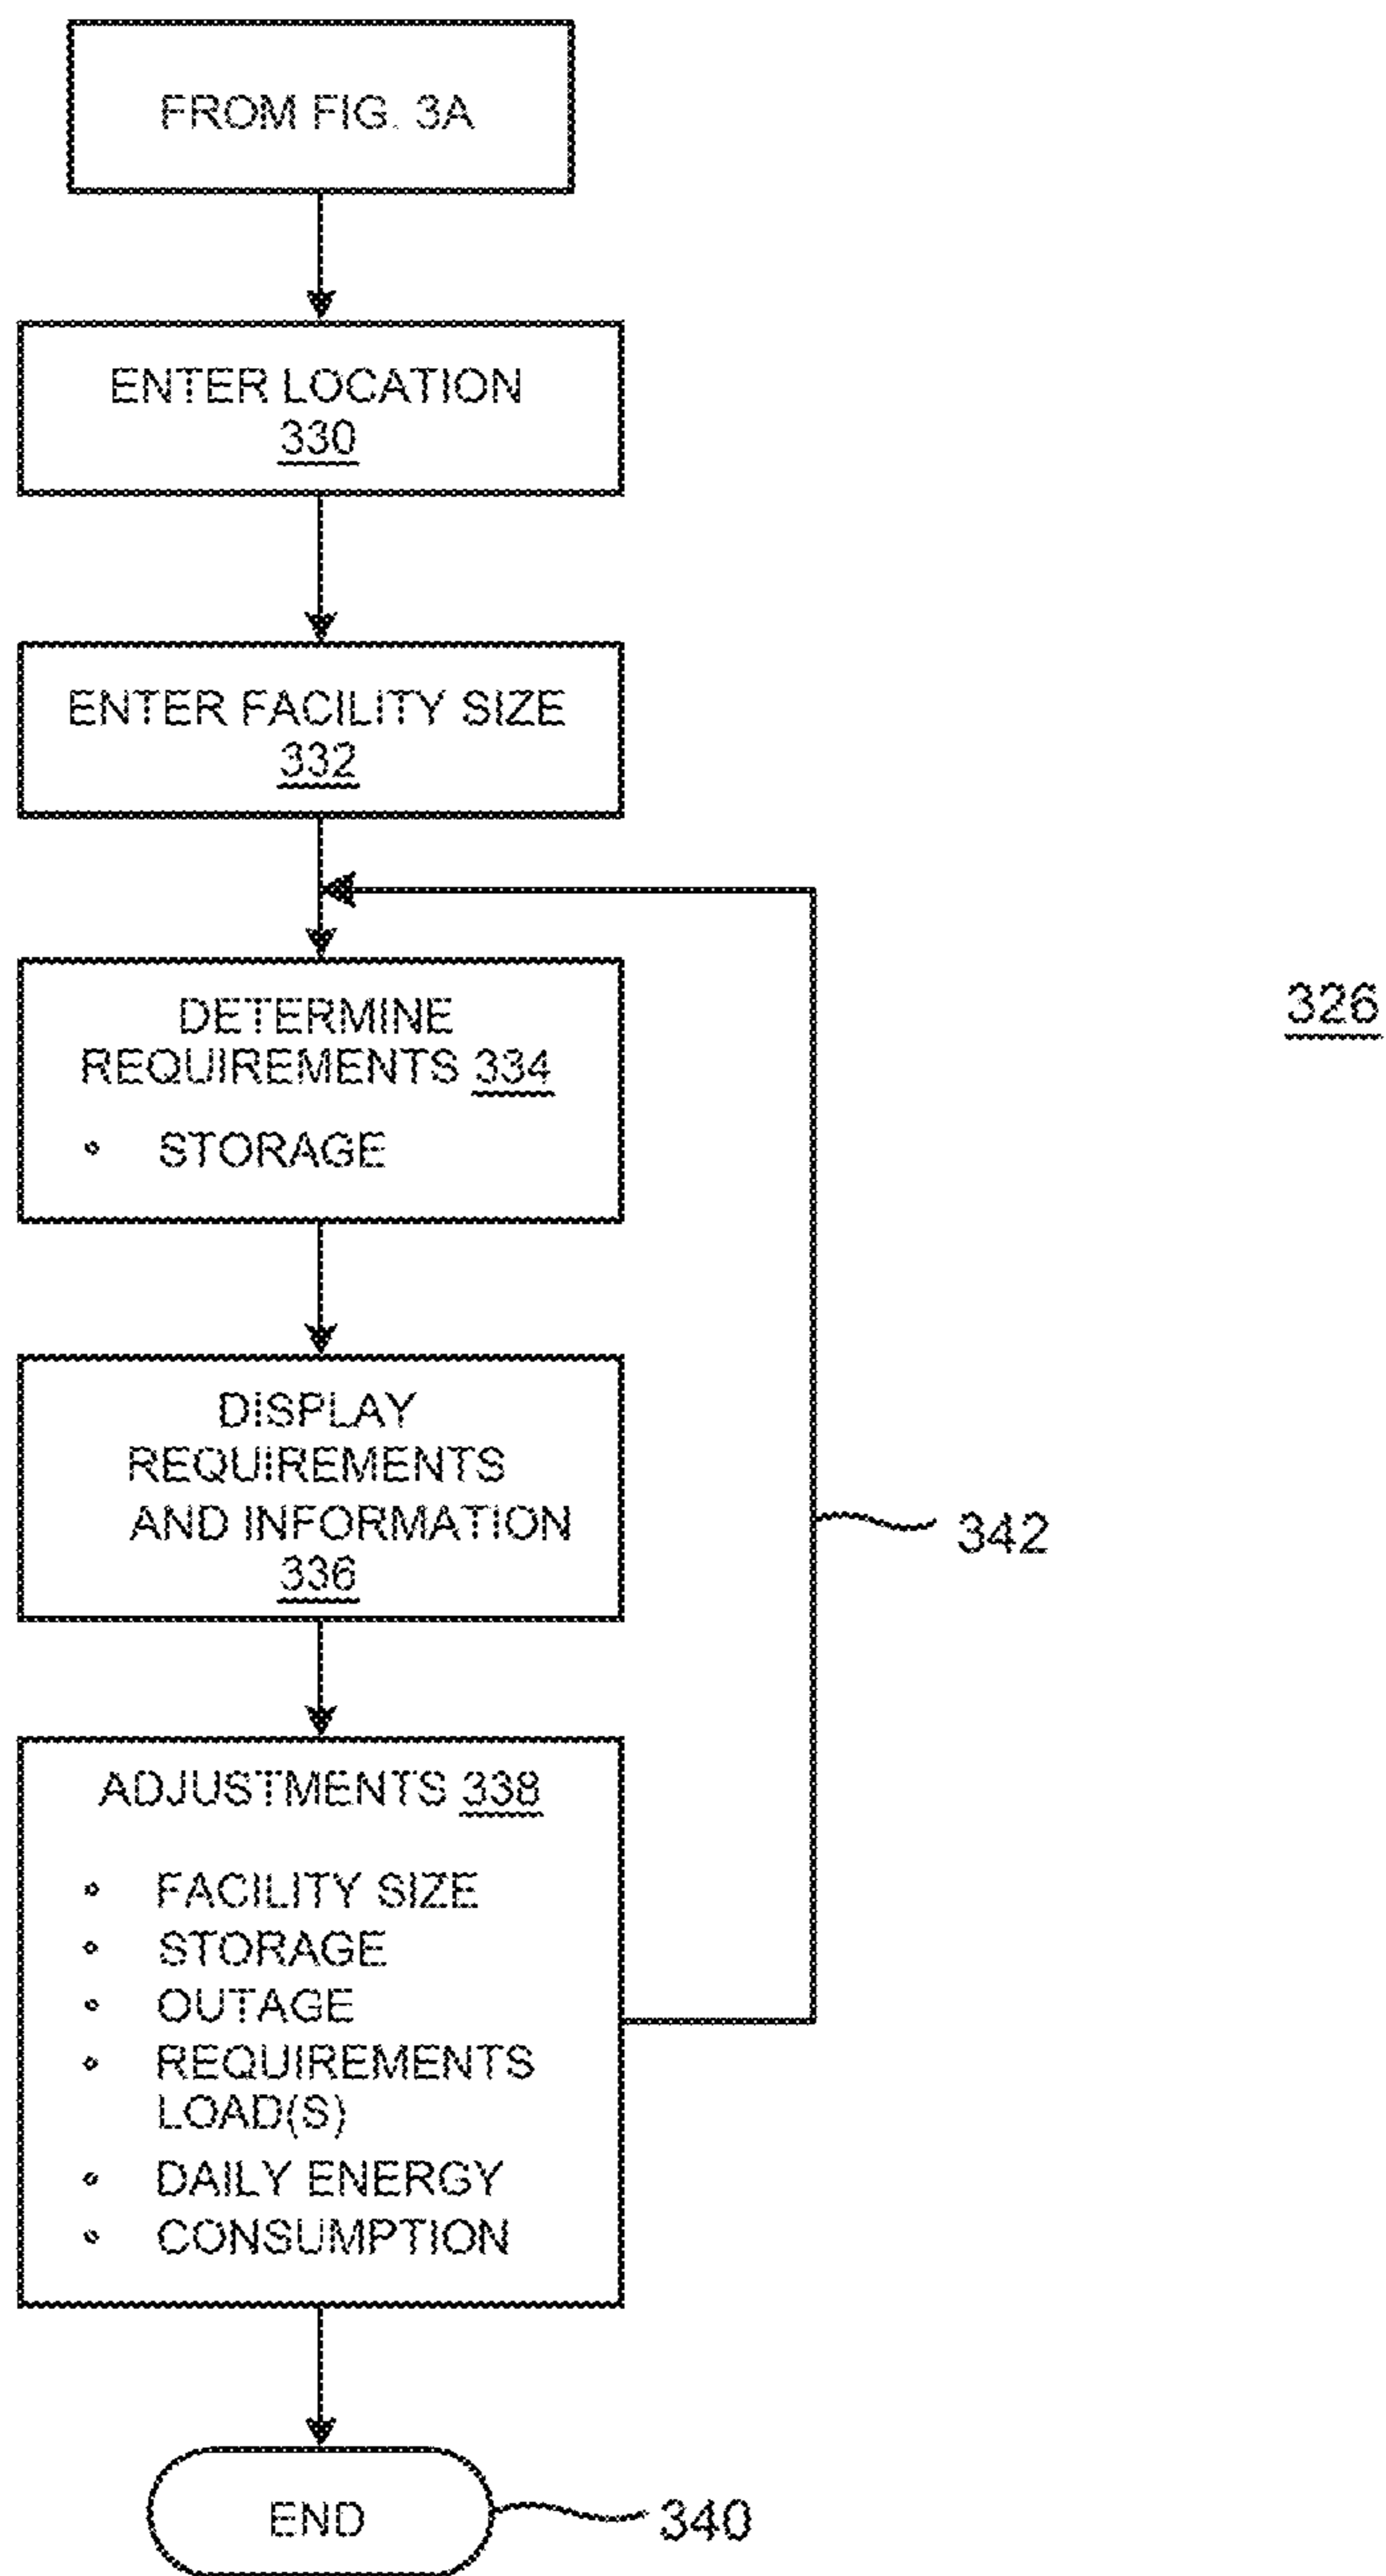 FROM FIG. 3A
ENTER LOCATION
330
ENTER FACILITY SIZE
332
DETERMINE
REQUIREMENTS 334
• STORAGE
326
DISPLAY
REQUIREMENTS
AND INFORMATION
336
342
ADJUSTMENTS 338
• FACILITY SIZE
• STORAGE
• OUTAGE
• REQUIREMENTS
LOAD(S)
• DAILY ENERGY
• CONSUMPTION
END
340